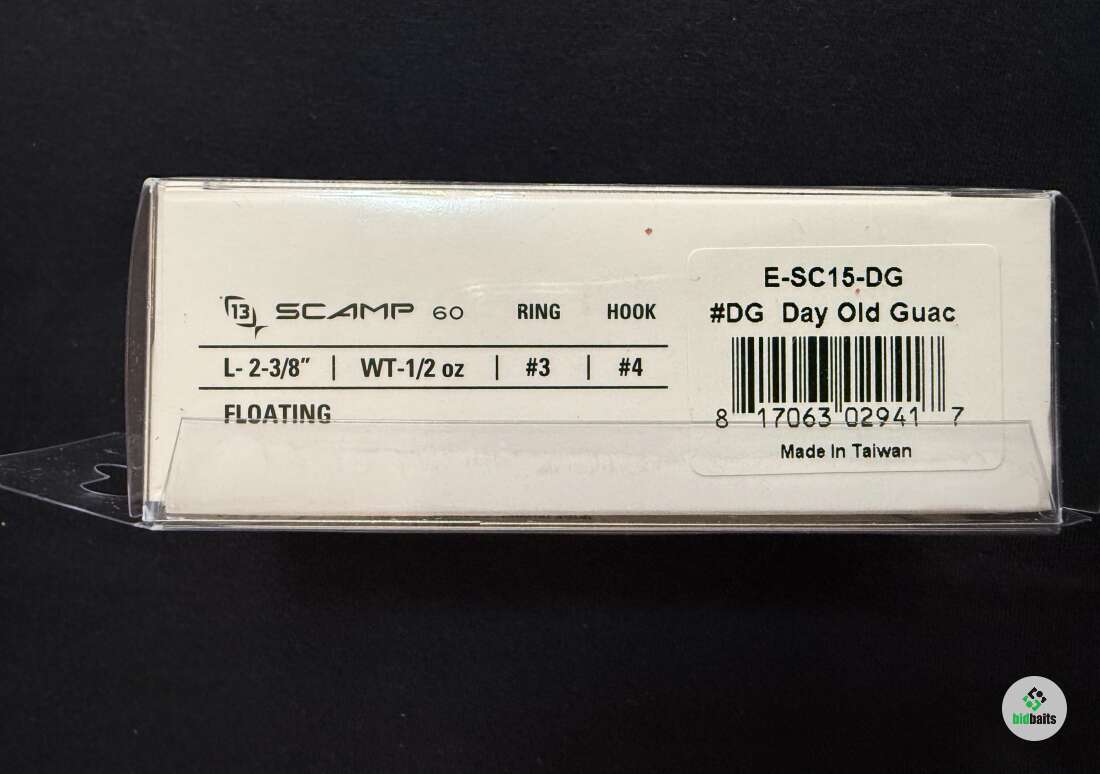 13 SCAMP 60 RING HOOK
L- 2-3/8" | WT-1/2 oz | #3 | #4
FLOATING
E-SC15-DG
#DG Day Old Guac
8 17063 02941 7
Made In Taiwan
bidbaits